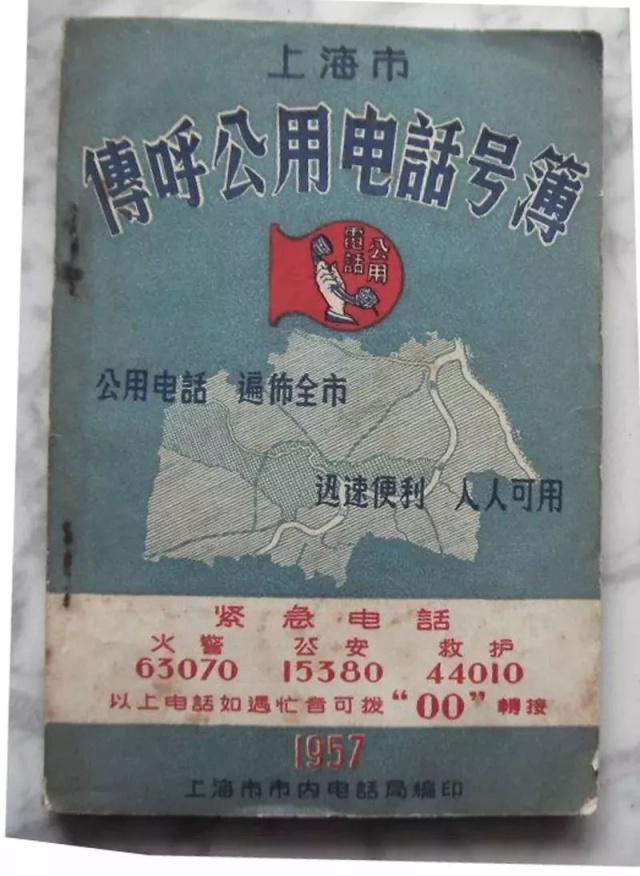 上海市
傳呼公用电話号簿
公用
電話
公用电話　遍佈全市
迅速便利　人人可用
紧急电話
火警　公安　救护
63070　15380　44010
以上电話如遇忙音可拨“00”轉接
1957
上海市市内电話局編印